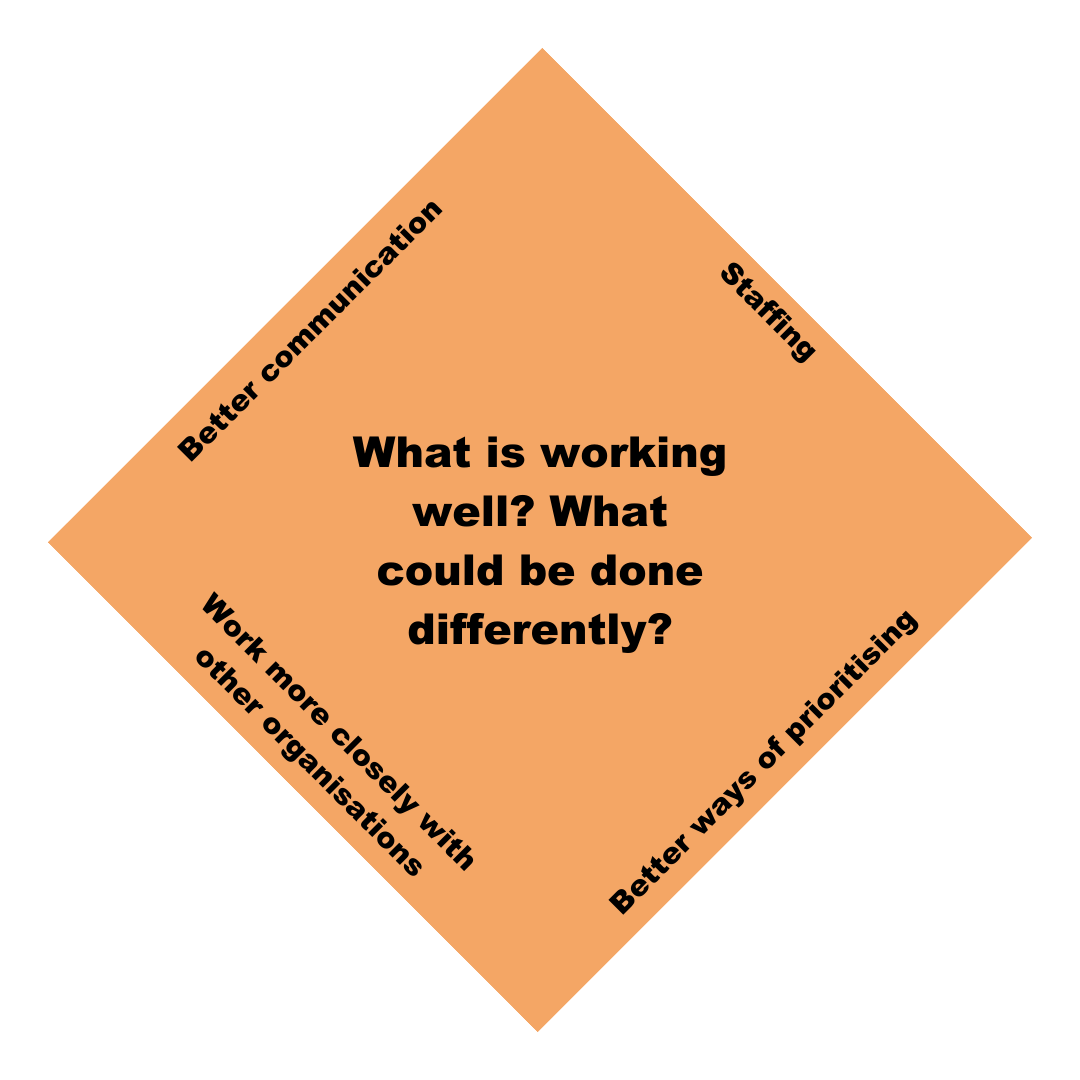 Better communication
Staffing
What is working
well? What
could be done
differently?
Work more closely with
other organisations
Better ways of prioritising